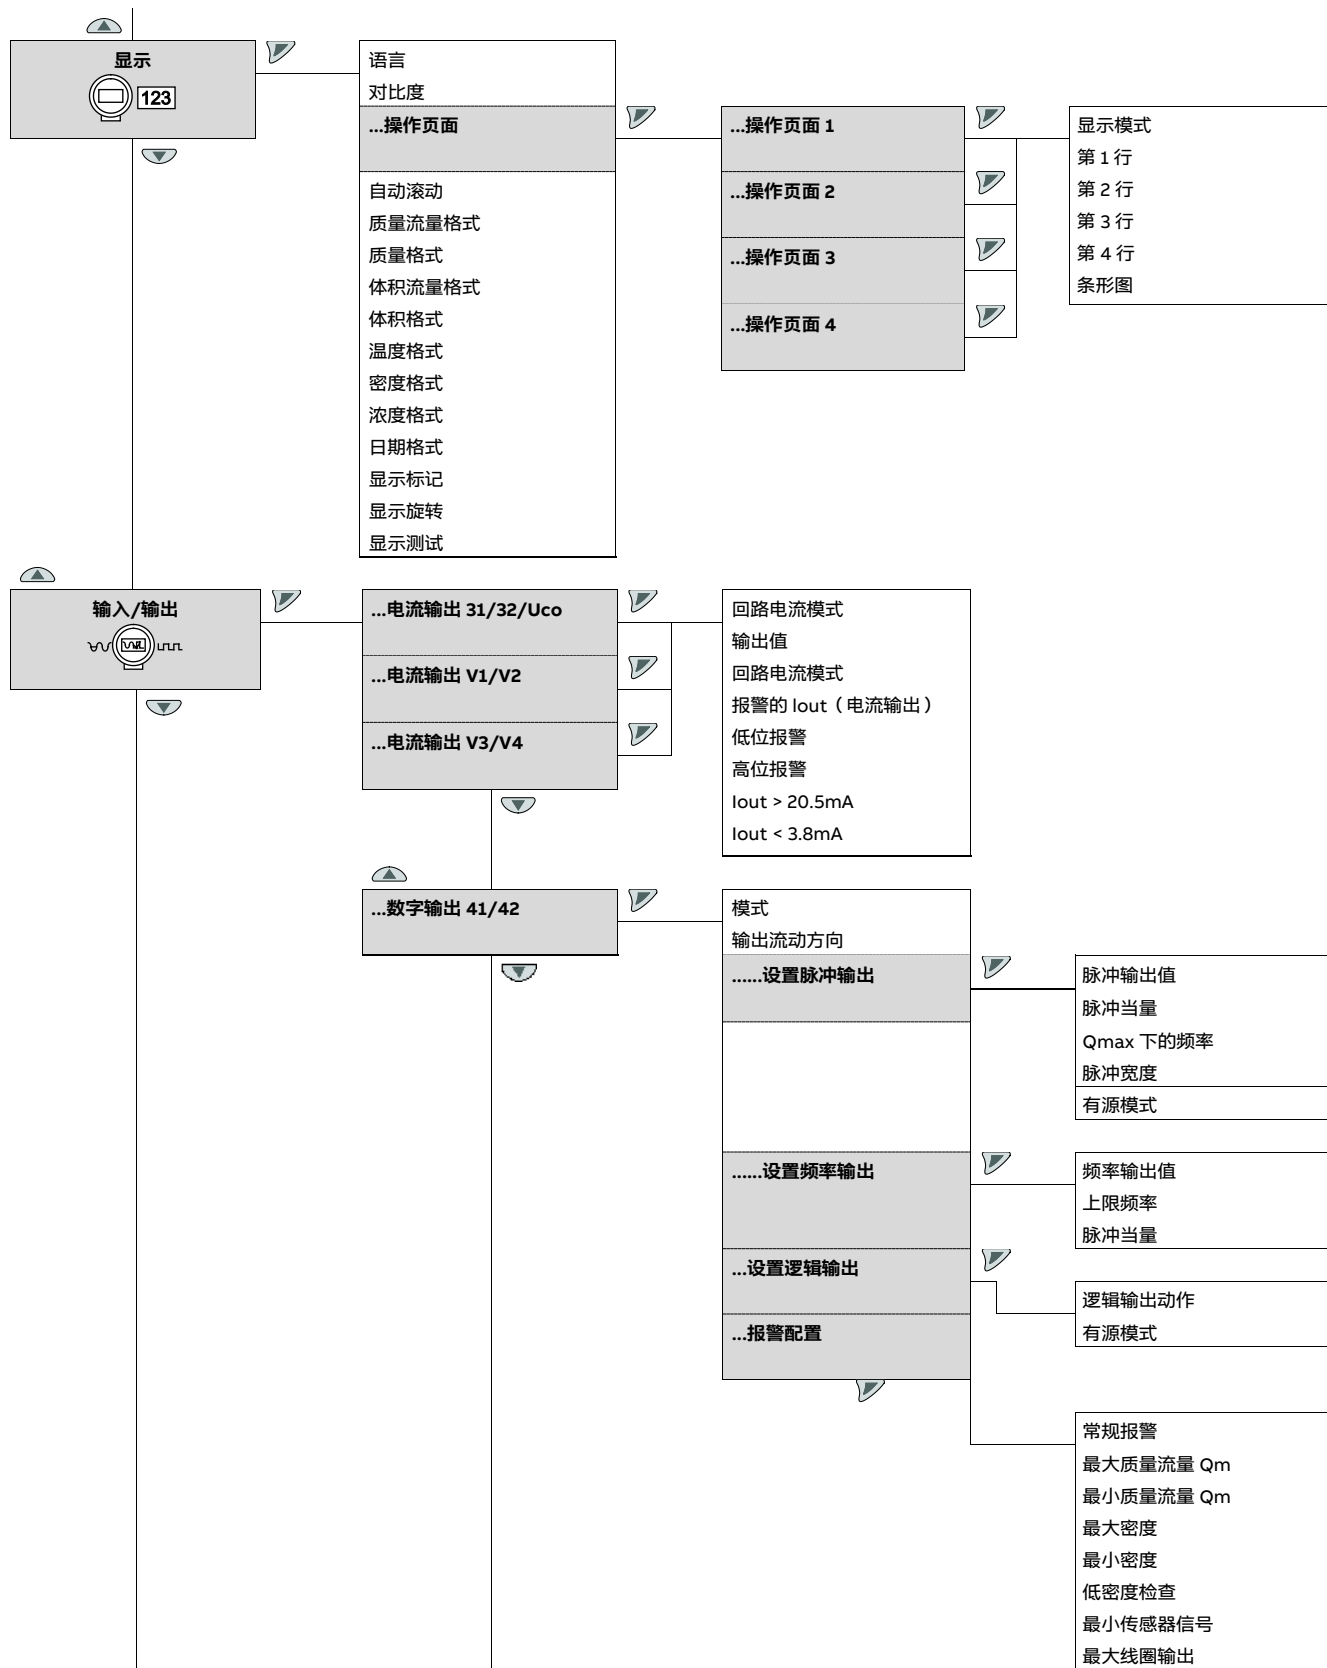 显示
123
语言
对比度
...操作页面
自动滚动
质量流量格式
质量格式
体积流量格式
体积格式
温度格式
密度格式
浓度格式
日期格式
显示标记
显示旋转
显示测试
...操作页面 1
...操作页面 2
...操作页面 3
...操作页面 4
显示模式
第 1 行
第 2 行
第 3 行
第 4 行
条形图
输入/输出
...电流输出 31/32/Uco
...电流输出 V1/V2
...电流输出 V3/V4
回路电流模式
输出值
回路电流模式
报警的 Iout（电流输出）
低位报警
高位报警
Iout > 20.5mA
Iout < 3.8mA
...数字输出 41/42
模式
输出流动方向
......设置脉冲输出
......设置频率输出
...设置逻辑输出
...报警配置
脉冲输出值
脉冲当量
Qmax 下的频率
脉冲宽度
有源模式
频率输出值
上限频率
脉冲当量
逻辑输出动作
有源模式
常规报警
最大质量流量 Qm
最小质量流量 Qm
最大密度
最小密度
低密度检查
最小传感器信号
最大线圈输出